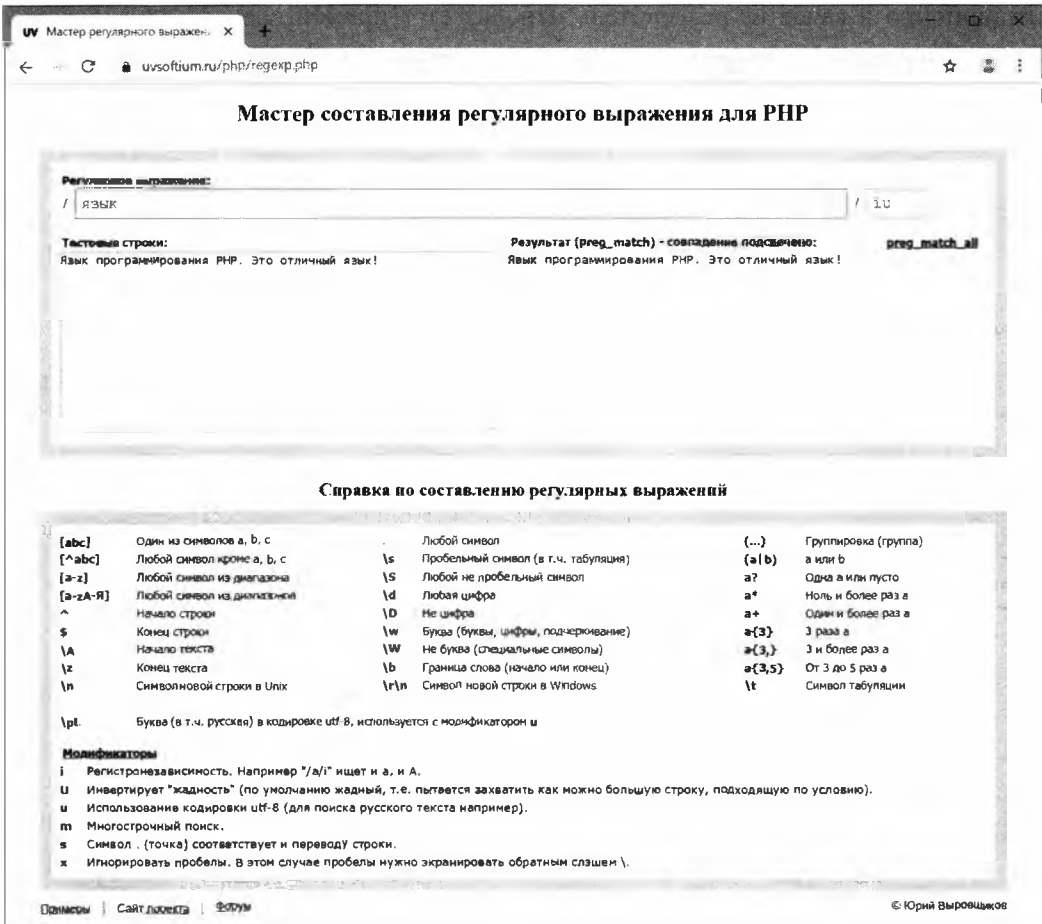 UV Мастер регулярного выражен
uvsoftium.ru/php/regexp.php
Мастер составления регулярного выражения для PHP
Регулярное выражение:
/ язык / iu
Тестовые строки: Результат (preg_match) - совпадение подсвечено: preg_match_all
Язык программирования PHP. Это отличный язык! Язык программирования PHP. Это отличный язык!
Справка по составлению регулярных выражений
[abc] Один из символов a, b, c . Любой символ (...) Группировка (группа)
[^abc] Любой символ кроме a, b, c \s Пробельный символ (в т.ч. табуляция) (a|b) a или b
[a-z] Любой символ из диапазона \S Любой не пробельный символ a? Одна a или пусто
[a-zA-Я] Любой символ из диапазонов \d Любая цифра a* Ноль и более раз a
^ Начало строки \D Не цифра a+ Один и более раз a
$ Конец строки \w Буква (буквы, цифры, подчеркивание) a{3} 3 раза a
\A Начало текста \W Не буква (специальные символы) a{3,} 3 и более раз a
\z Конец текста \b Граница слова (начало или конец) a{3,5} От 3 до 5 раз a
\n Символ новой строки в Unix \r\n Символ новой строки в Windows \t Символ табуляции
\pL Буква (в т.ч. русская) в кодировке utf-8, используется с модификатором u
Модификаторы
i Регистронезависимость. Например "/a/i" ищет и a, и A.
U Инвертирует "жадность" (по умолчанию жадный, т.е. пытается захватить как можно большую строку, подходящую по условию).
u Использование кодировки utf-8 (для поиска русского текста например).
m Многострочный поиск.
s Символ . (точка) соответствует и переводу строки.
x Игнорировать пробелы. В этом случае пробелы нужно экранировать обратным слэшем \.
Примеры | Сайт проекта | Форум © Юрий Выровщиков